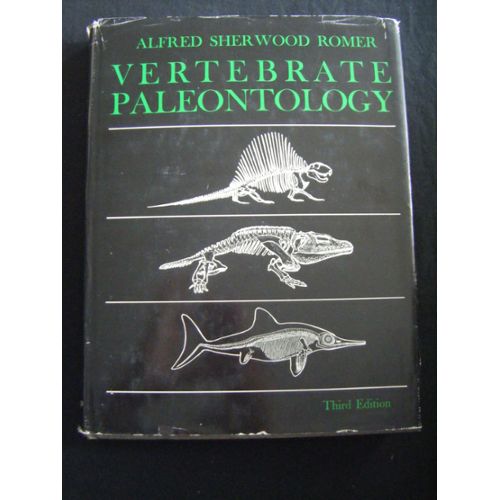 ALFRED SHERWOOD ROMER
VERTEBRATE
PALEONTOLOGY
Third Edition